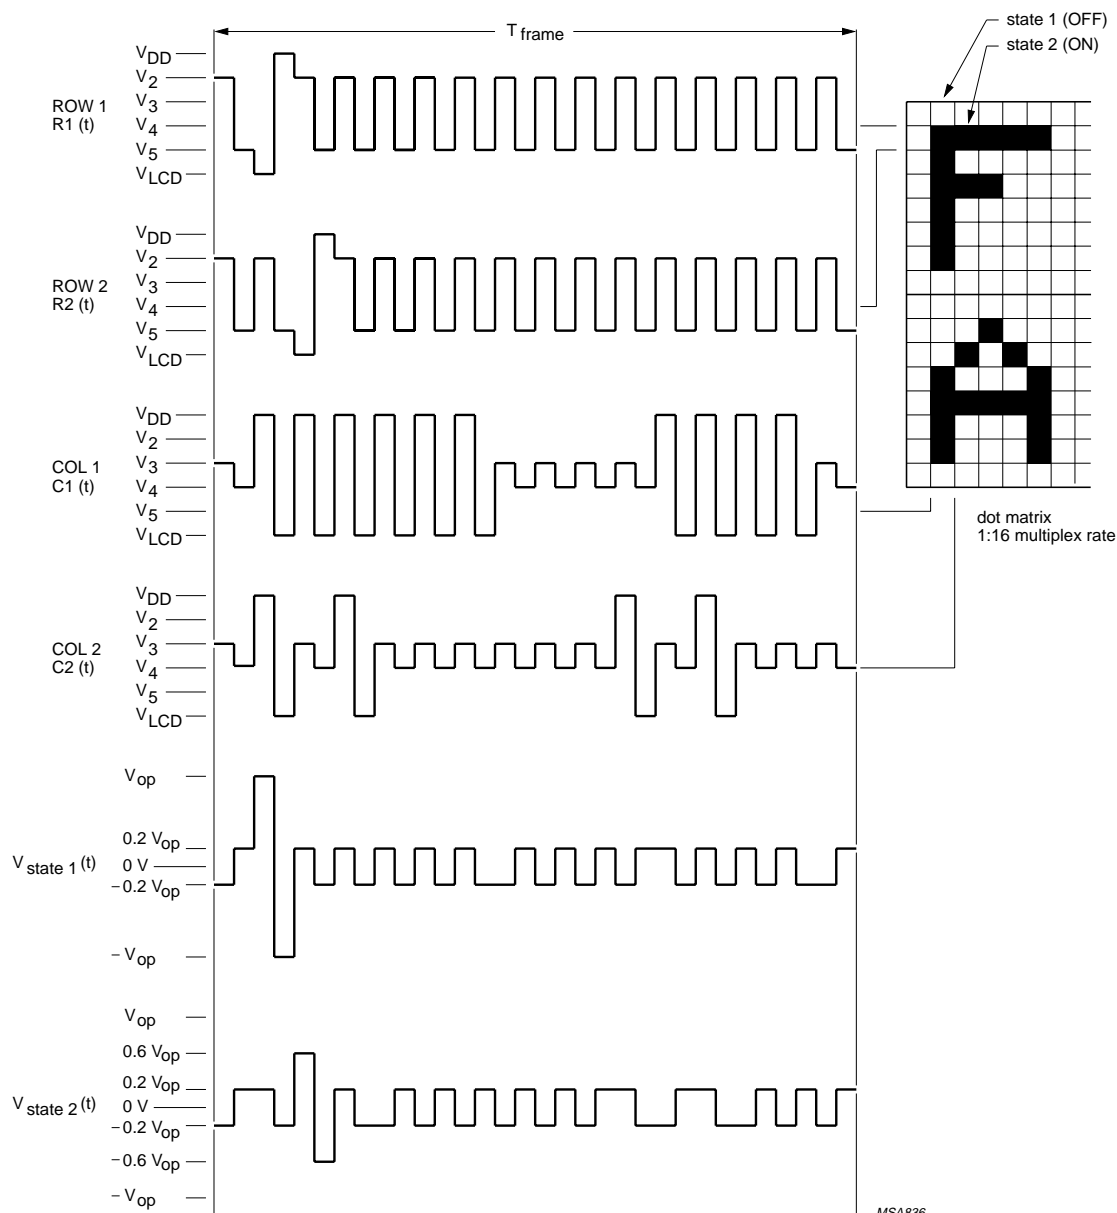 T frame
state 1 (OFF)
state 2 (ON)
ROW 1
R1 (t)
VDD
V2
V3
V4
V5
VLCD
ROW 2
R2 (t)
VDD
V2
V3
V4
V5
VLCD
COL 1
C1 (t)
VDD
V2
V3
V4
V5
VLCD
dot matrix
1:16 multiplex rate
COL 2
C2 (t)
VDD
V2
V3
V4
V5
VLCD
V state 1 (t)
Vop
0.2 Vop
0 V
−0.2 Vop
−Vop
V state 2 (t)
Vop
0.6 Vop
0.2 Vop
0 V
−0.2 Vop
−0.6 Vop
−Vop
MSA836